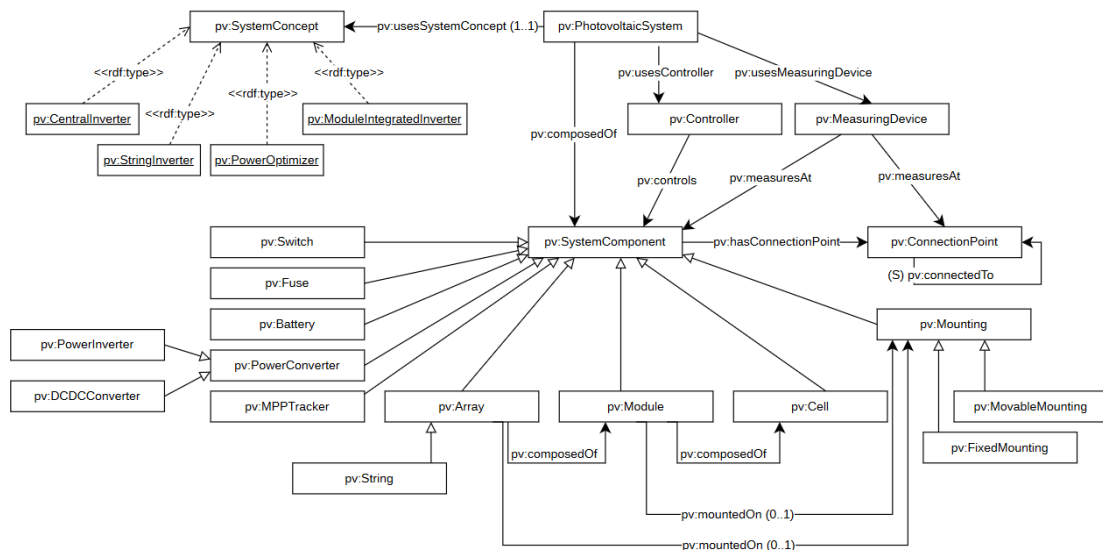 pv:SystemConcept
pv:usesSystemConcept (1..1)
pv:PhotovoltaicSystem
<<rdf:type>>
<<rdf:type>>
pv:usesController
pv:usesMeasuringDevice
<<rdf:type>>
<<rdf:type>>
pv:CentralInverter
pv:ModuleIntegratedInverter
pv:Controller
pv:MeasuringDevice
pv:composedOf
pv:StringInverter
pv:PowerOptimizer
pv:controls
pv:measuresAt
pv:measuresAt
pv:Switch
pv:SystemComponent
pv:hasConnectionPoint
pv:ConnectionPoint
(S) pv:connectedTo
pv:Fuse
pv:Battery
pv:Mounting
pv:PowerInverter
pv:PowerConverter
pv:DCDCConverter
pv:MPPTracker
pv:Array
pv:Module
pv:Cell
pv:MovableMounting
pv:composedOf
pv:composedOf
pv:FixedMounting
pv:String
pv:mountedOn (0..1)
pv:mountedOn (0..1)